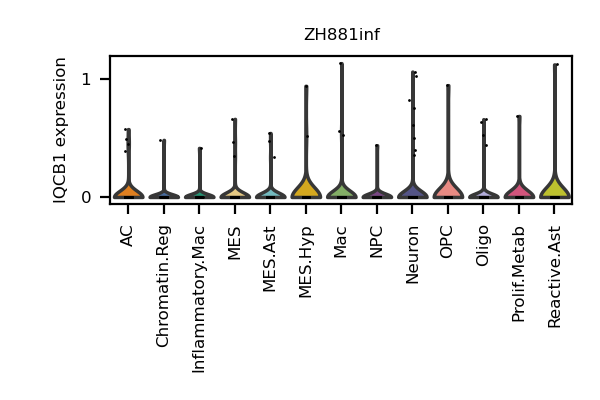 ZH881inf
IQCB1 expression
1
0
AC
Chromatin.Reg
Inflammatory.Mac
MES
MES.Ast
MES.Hyp
Mac
NPC
Neuron
OPC
Oligo
Prolif.Metab
Reactive.Ast